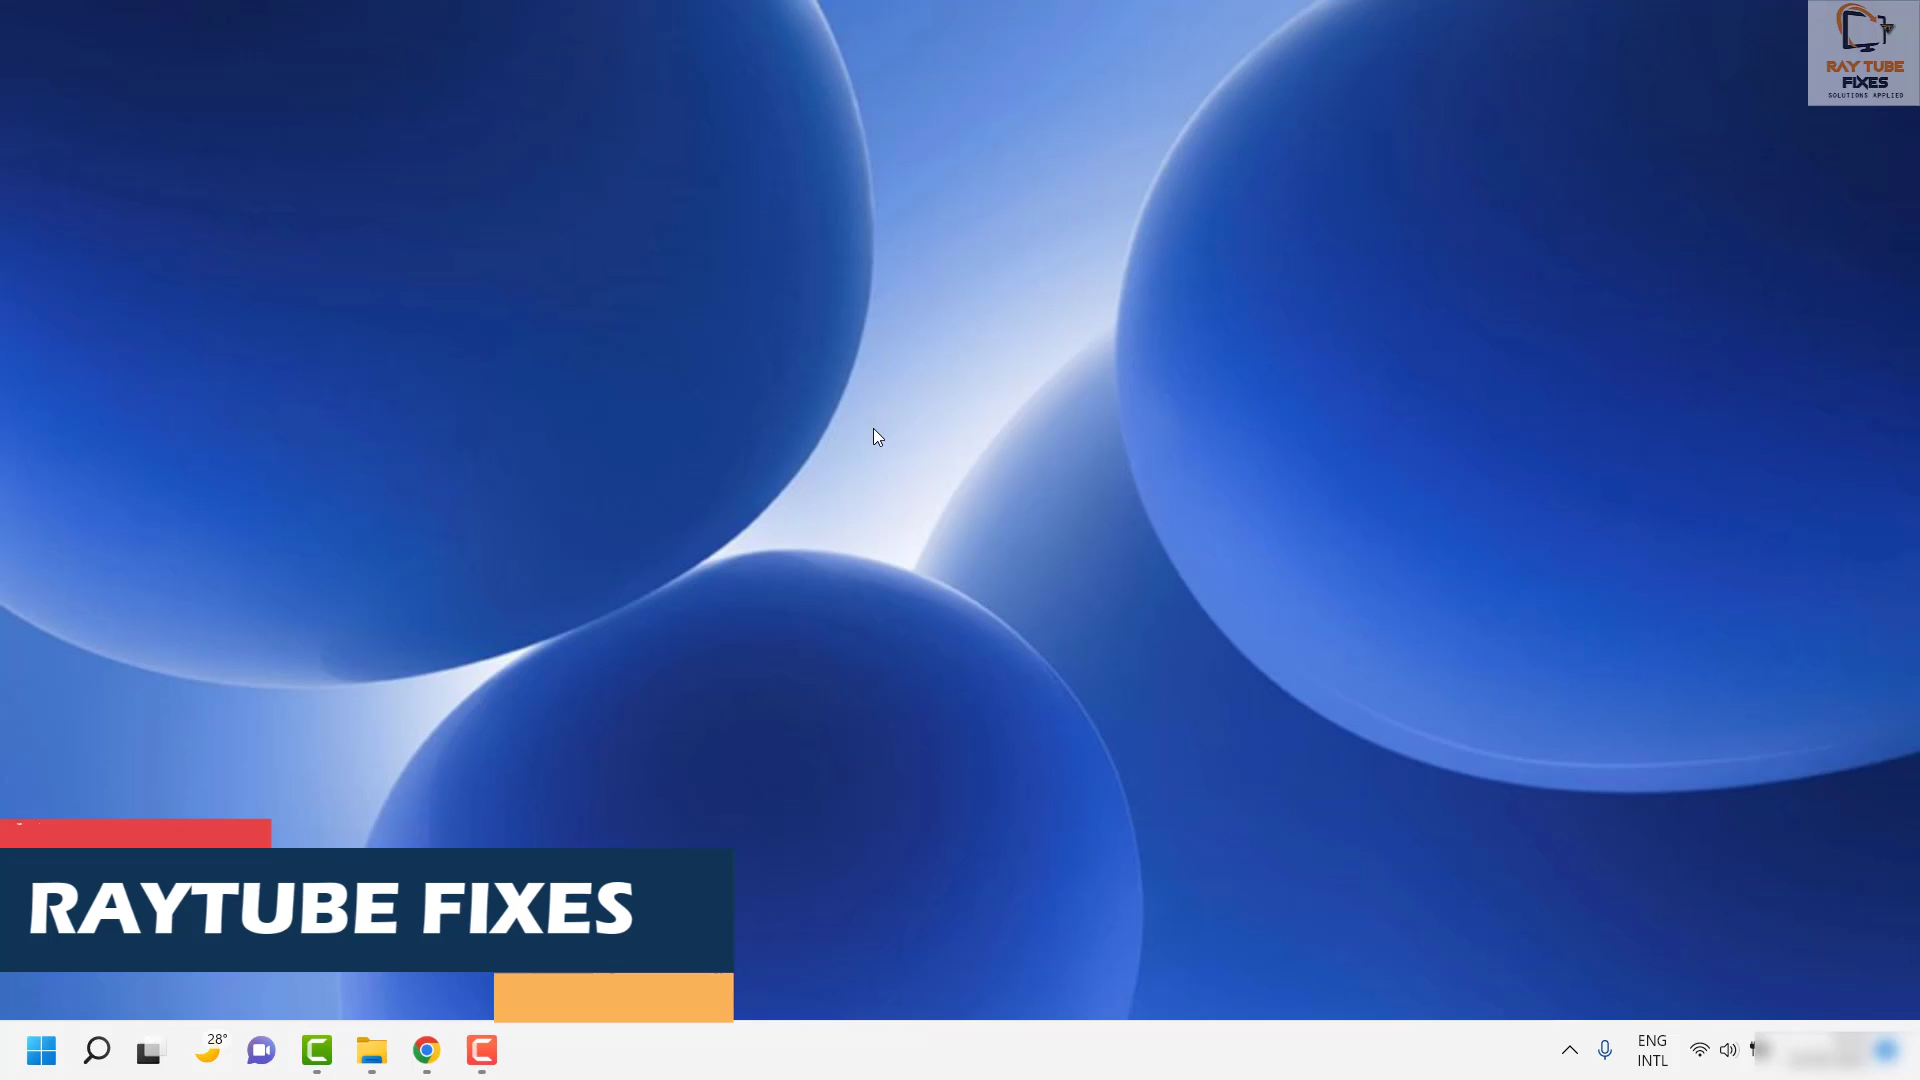 RAY TUBE
FIXES
SOLUTIONS APPLIED
RAYTUBE FIXES
28°
ENG
INTL